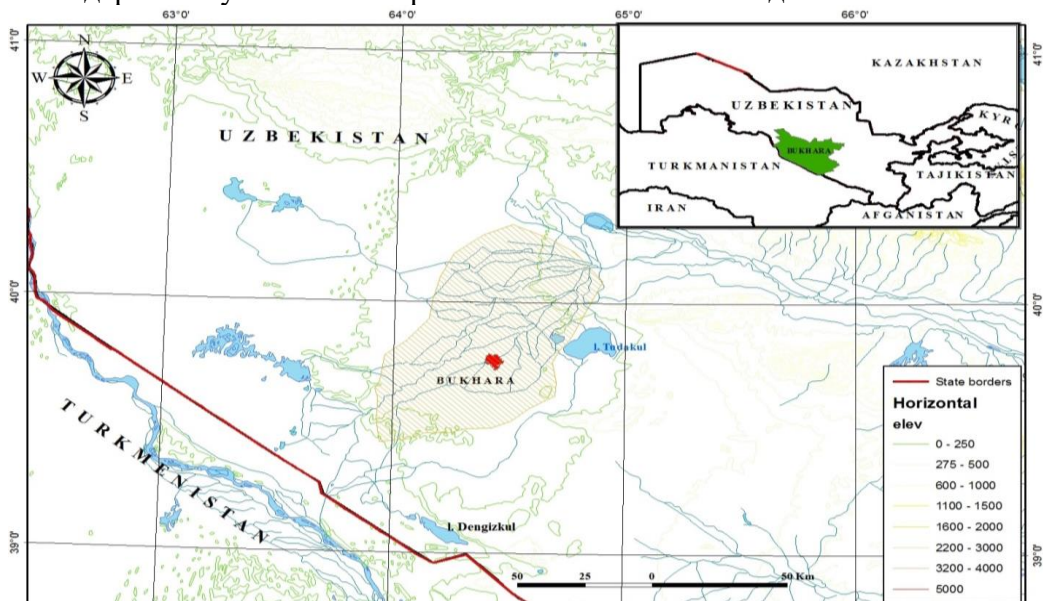 63°0'
64°0'
65°0'
66°0'
41°0'
41°0'
N
W
E
S
UZBEKISTAN
KAZAKHSTAN
UZBEKISTAN
KYR
BUKHARA
TURKMANISTAN
TAJIKISTAN
IRAN
AFGANISTAN
40°0'
40°0'
l. Tudakul
BUKHARA
TURKMENISTAN
l. Dengizkul
39°0'
39°0'
50 25 0 50 Km
State borders
Horizontal
elev
0 - 250
275 - 500
600 - 1000
1100 - 1500
1600 - 2000
2200 - 3000
3200 - 4000
5000